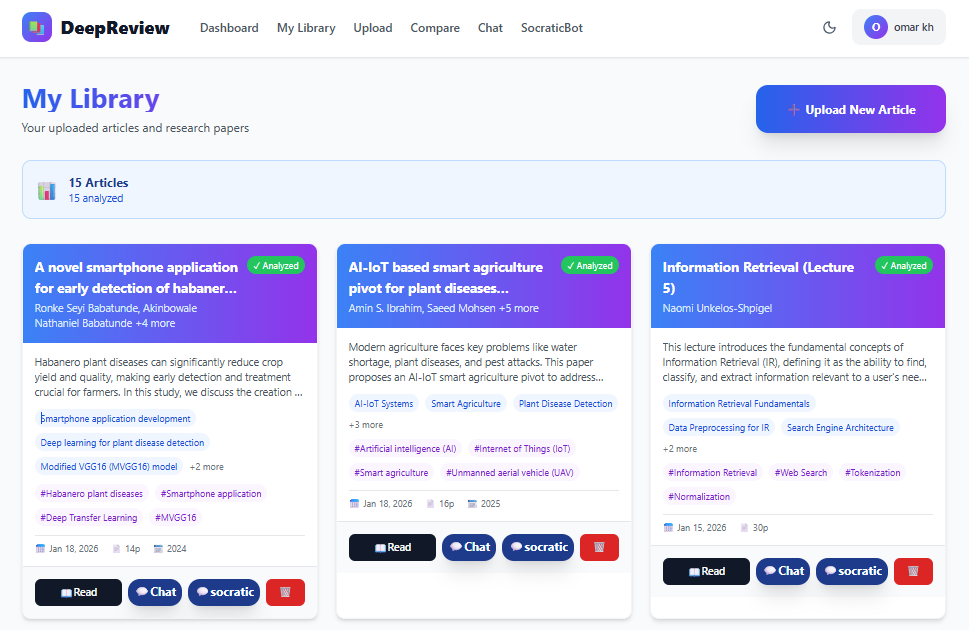 DeepReview
Dashboard My Library Upload Compare Chat SocraticBot
O omar kh
My Library
Your uploaded articles and research papers
Upload New Article
15 Articles
15 analyzed
A novel smartphone application
for early detection of habaner...
✓ Analyzed
Ronke Seyi Babatunde, Akinbowale
Nathaniel Babatunde +4 more
Habanero plant diseases can significantly reduce crop
yield and quality, making early detection and treatment
crucial for farmers. In this study, we discuss the creation ...
Smartphone application development
Deep learning for plant disease detection
Modified VGG16 (MVGG16) model +2 more
#Habanero plant diseases #Smartphone application
#Deep Transfer Learning #MVGG16
Jan 18, 2026 14p 2024
Read Chat socratic
AI-IoT based smart agriculture
pivot for plant diseases...
✓ Analyzed
Amin S. Ibrahim, Saeed Mohsen +5 more
Modern agriculture faces key problems like water
shortage, plant diseases, and pest attacks. This paper
proposes an AI-IoT smart agriculture pivot to address...
AI-IoT Systems Smart Agriculture Plant Disease Detection
+3 more
#Artificial intelligence (AI) #Internet of Things (IoT)
#Smart agriculture #Unmanned aerial vehicle (UAV)
Jan 18, 2026 16p 2025
Read Chat socratic
Information Retrieval (Lecture
5)
✓ Analyzed
Naomi Unkelos-Shpigel
This lecture introduces the fundamental concepts of
Information Retrieval (IR), defining it as the ability to find,
classify, and extract information relevant to a user's nee...
Information Retrieval Fundamentals
Data Preprocessing for IR Search Engine Architecture
+2 more
#Information Retrieval #Web Search #Tokenization
#Normalization
Jan 15, 2026 30p
Read Chat socratic